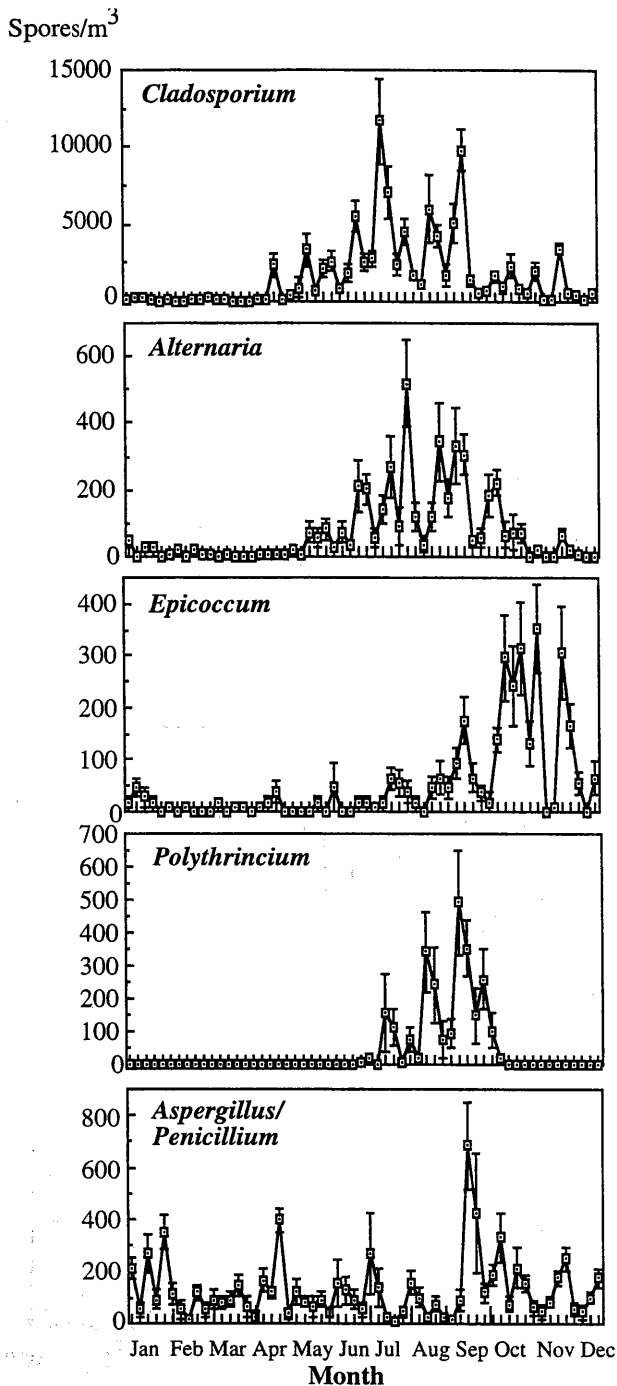 Spores/m³
15000
Cladosporium
10000
5000
0
Alternaria
600
400
200
0
Epicoccum
400
300
200
100
0
700
Polythrincium
600
500
400
300
200
100
0
Aspergillus/
Penicillium
800
600
400
200
0
Jan Feb Mar Apr May Jun Jul Aug Sep Oct Nov Dec
Month